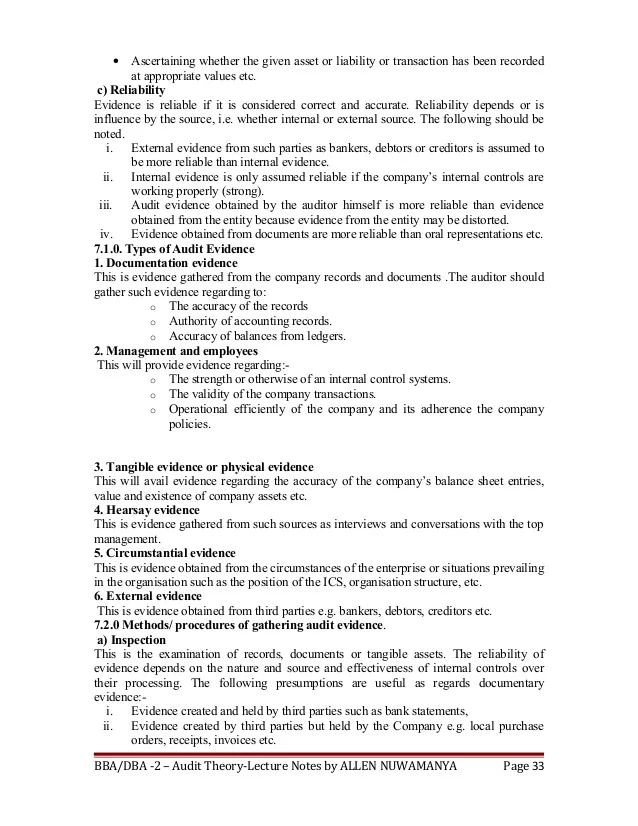 • Ascertaining whether the given asset or liability or transaction has been recorded
at appropriate values etc.
c) Reliability
Evidence is reliable if it is considered correct and accurate. Reliability depends or is
influence by the source, i.e. whether internal or external source. The following should be
noted.
i. External evidence from such parties as bankers, debtors or creditors is assumed to
be more reliable than internal evidence.
ii. Internal evidence is only assumed reliable if the company's internal controls are
working properly (strong).
iii. Audit evidence obtained by the auditor himself is more reliable than evidence
obtained from the entity because evidence from the entity may be distorted.
iv. Evidence obtained from documents are more reliable than oral representations etc.
7.1.0. Types of Audit Evidence
1. Documentation evidence
This is evidence gathered from the company records and documents .The auditor should
gather such evidence regarding to:
o The accuracy of the records
o Authority of accounting records.
o Accuracy of balances from ledgers.
2. Management and employees
This will provide evidence regarding:-
o The strength or otherwise of an internal control systems.
o The validity of the company transactions.
o Operational efficiently of the company and its adherence the company
policies.
3. Tangible evidence or physical evidence
This will avail evidence regarding the accuracy of the company's balance sheet entries,
value and existence of company assets etc.
4. Hearsay evidence
This is evidence gathered from such sources as interviews and conversations with the top
management.
5. Circumstantial evidence
This is evidence obtained from the circumstances of the enterprise or situations prevailing
in the organisation such as the position of the ICS, organisation structure, etc.
6. External evidence
This is evidence obtained from third parties e.g. bankers, debtors, creditors etc.
7.2.0 Methods/ procedures of gathering audit evidence.
a) Inspection
This is the examination of records, documents or tangible assets. The reliability of
evidence depends on the nature and source and effectiveness of internal controls over
their processing. The following presumptions are useful as regards documentary
evidence:-
i. Evidence created and held by third parties such as bank statements,
ii. Evidence created by third parties but held by the Company e.g. local purchase
orders, receipts, invoices etc.
BBA/DBA -2 – Audit Theory-Lecture Notes by ALLEN NUWAMANYA Page 33